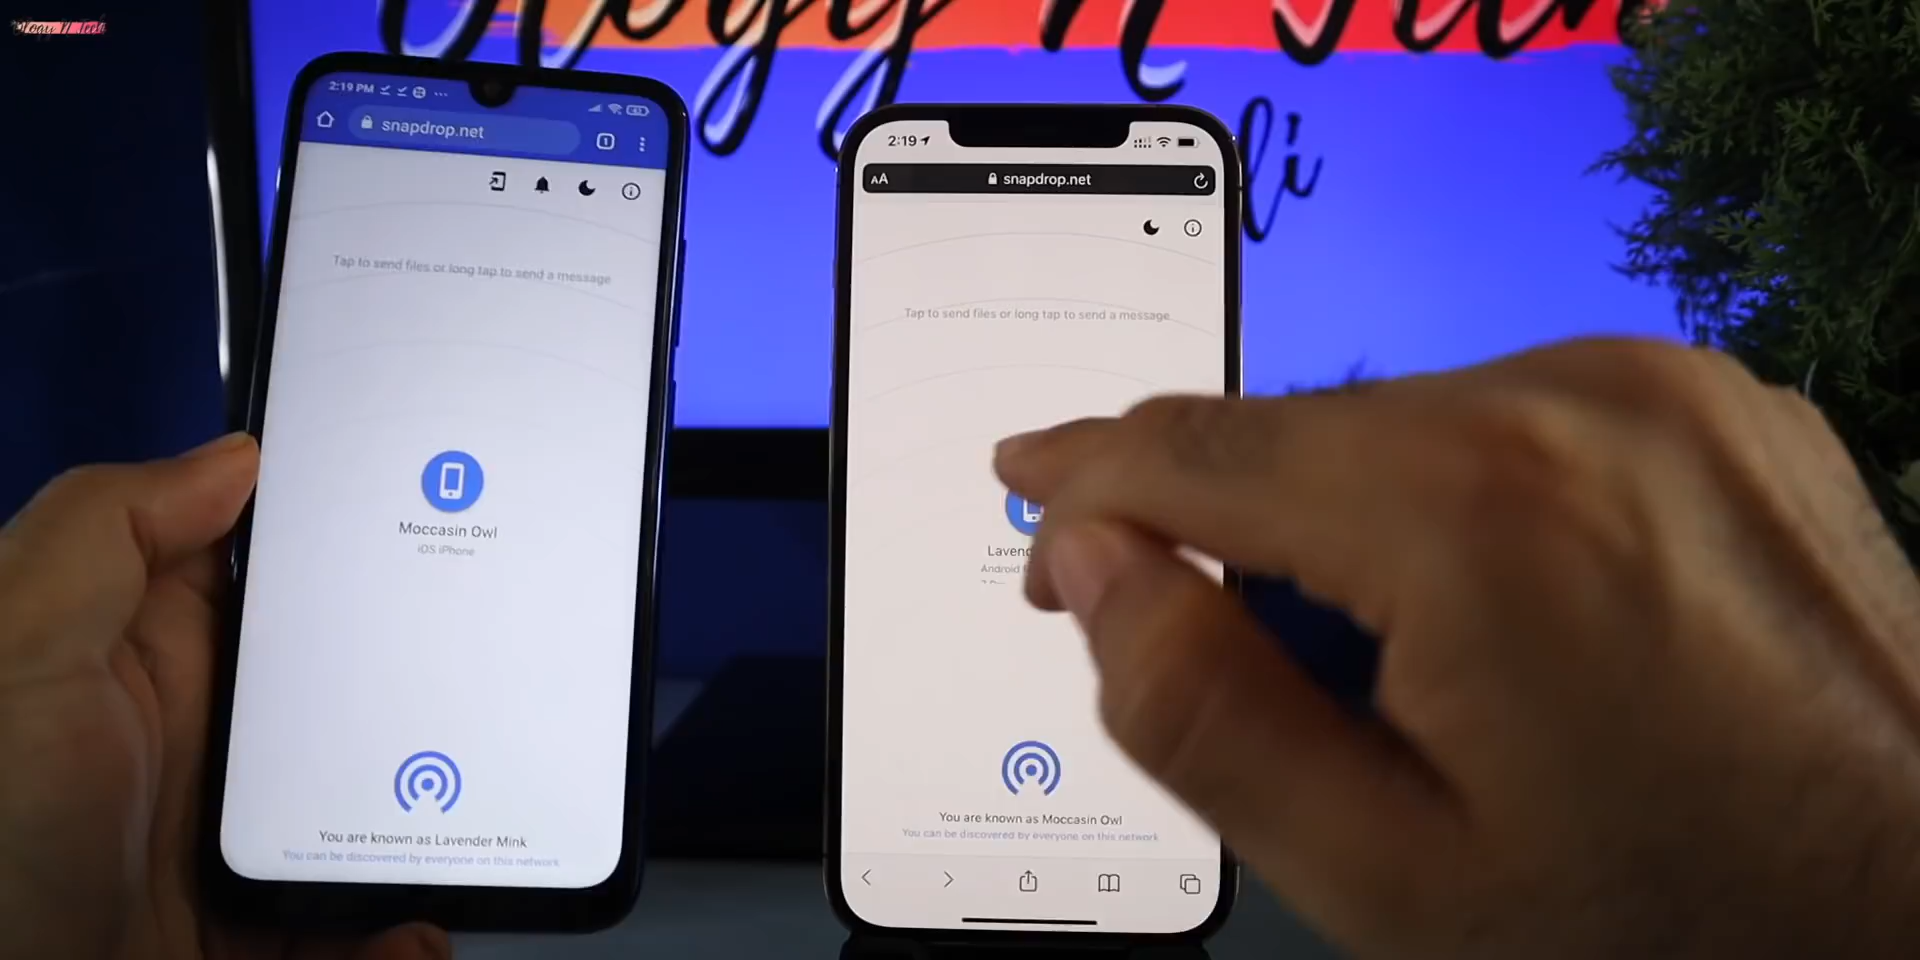 Vlogy N Tech
2:19 PM
snapdrop.net
1
Tap to send files or long tap to send a message
Moccasin Owl
iOS iPhone
You are known as Lavender Mink
You can be discovered by everyone on this network
2:19
AA
snapdrop.net
Tap to send files or long tap to send a message
Android
You are known as Moccasin Owl
You can be discovered by everyone on this network